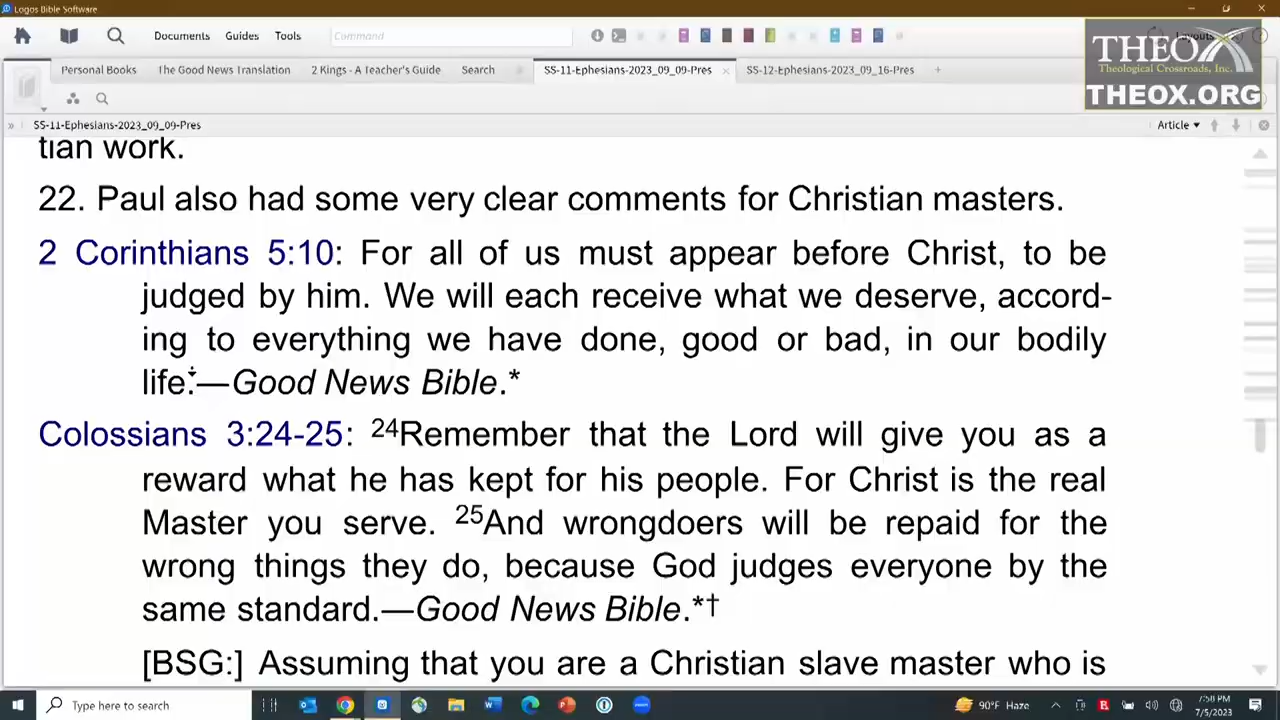 Logos Bible Software
Documents Guides Tools Command
THEOX
Theological Crossroads, Inc.
THEOX.ORG
Personal Books The Good News Translation 2 Kings - A Teacher's G SS-11-Ephesians-2023_09_09-Pres SS-12-Ephesians-2023_09_16-Pres
SS-11-Ephesians-2023_09_09-Pres Article
tian work.
22. Paul also had some very clear comments for Christian masters.
2 Corinthians 5:10: For all of us must appear before Christ, to be
judged by him. We will each receive what we deserve, accord-
ing to everything we have done, good or bad, in our bodily
life.—Good News Bible.*
Colossians 3:24-25: 24Remember that the Lord will give you as a
reward what he has kept for his people. For Christ is the real
Master you serve. 25And wrongdoers will be repaid for the
wrong things they do, because God judges everyone by the
same standard.—Good News Bible.*†
[BSG:] Assuming that you are a Christian slave master who is
Type here to search 90°F Haze 7:58 PM
7/5/2023